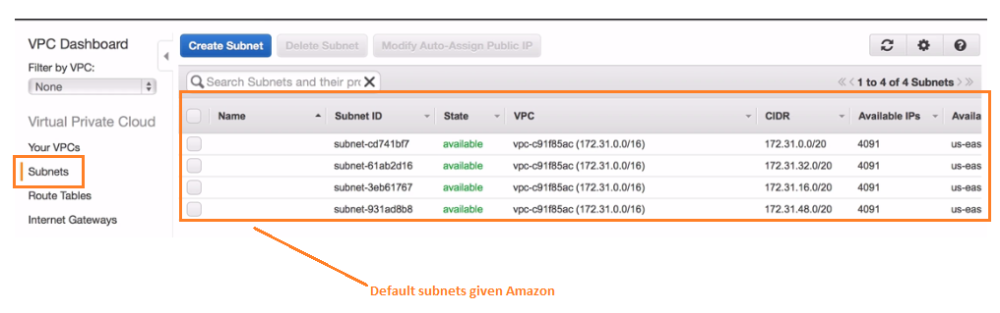 VPC Dashboard
Filter by VPC:
None
Virtual Private Cloud
Your VPCs
Subnets
Route Tables
Internet Gateways
Create Subnet Delete Subnet Modify Auto-Assign Public IP
Search Subnets and their pro
1 to 4 of 4 Subnets
Name Subnet ID State VPC CIDR Available IPs Availa
subnet-cd741bf7 available vpc-c91f85ac (172.31.0.0/16) 172.31.0.0/20 4091 us-eas
subnet-61ab2d16 available vpc-c91f85ac (172.31.0.0/16) 172.31.32.0/20 4091 us-eas
subnet-3eb61767 available vpc-c91f85ac (172.31.0.0/16) 172.31.16.0/20 4091 us-eas
subnet-931ad8b8 available vpc-c91f85ac (172.31.0.0/16) 172.31.48.0/20 4091 us-eas
Default subnets given Amazon